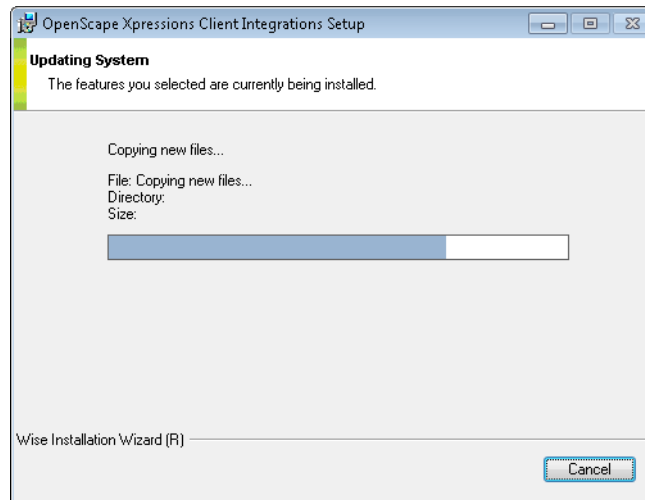 OpenScape Xpressions Client Integrations Setup
Updating System
The features you selected are currently being installed.
Copying new files...
File: Copying new files...
Directory:
Size:
Wise Installation Wizard (R)
Cancel